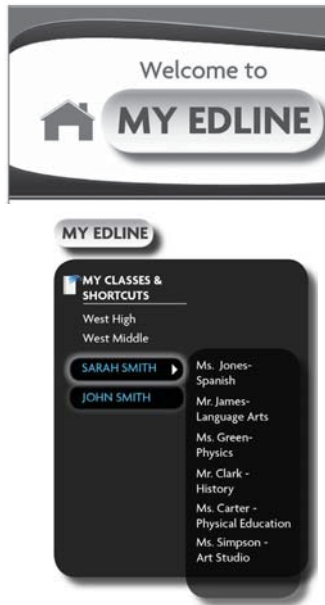 Welcome to
MY EDLINE
MY EDLINE
MY CLASSES &
SHORTCUTS
West High
West Middle
SARAH SMITH
JOHN SMITH
Ms. Jones-
Spanish
Mr. James-
Language Arts
Ms. Green-
Physics
Mr. Clark -
History
Ms. Carter -
Physical Education
Ms. Simpson -
Art Studio